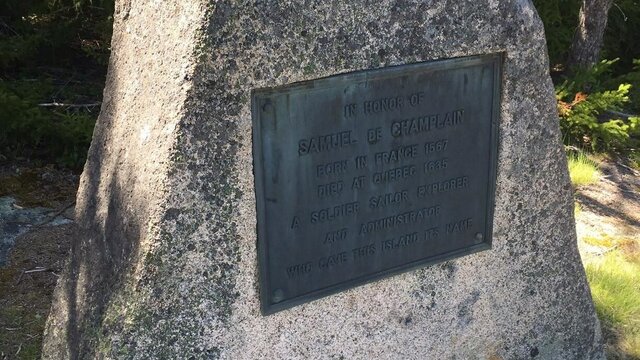 IN HONOR OF
SAMUEL DE CHAMPLAIN
BORN IN FRANCE 1567
DIED AT QUEBEC 1635
A SOLDIER SAILOR EXPLORER
AND ADMINISTRATOR
WHO GAVE THIS ISLAND ITS NAME